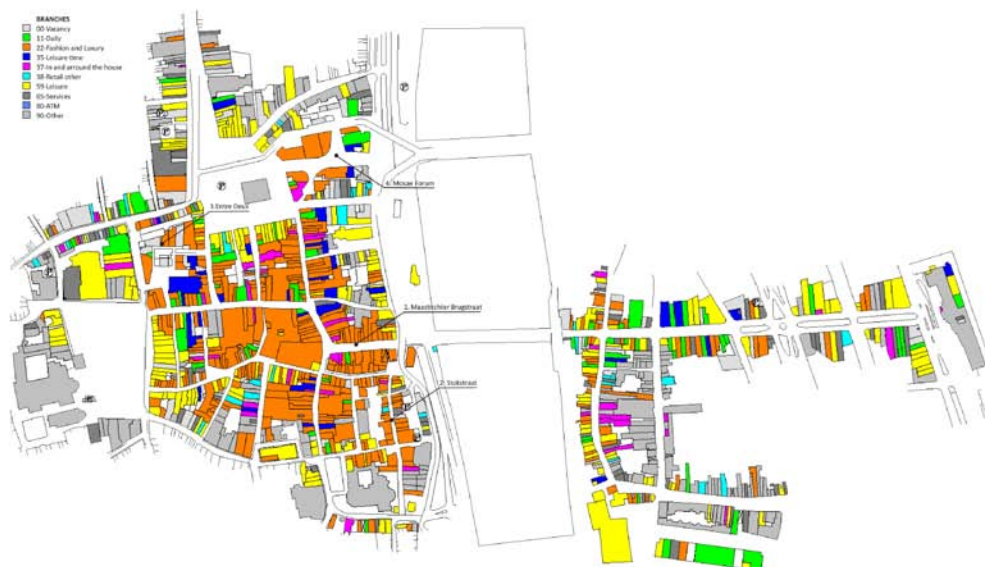 BRANCHES
00-Vacancy
11-Daily
22-Fashion and Luxury
35-Leisure time
37-In and arround the house
38-Retail other
59-Leisure
65-Services
80-ATM
90-Other
4: Mosae Forum
3 Entre Deux
1. Maastrichter Brugstraat
2: Stokstraat